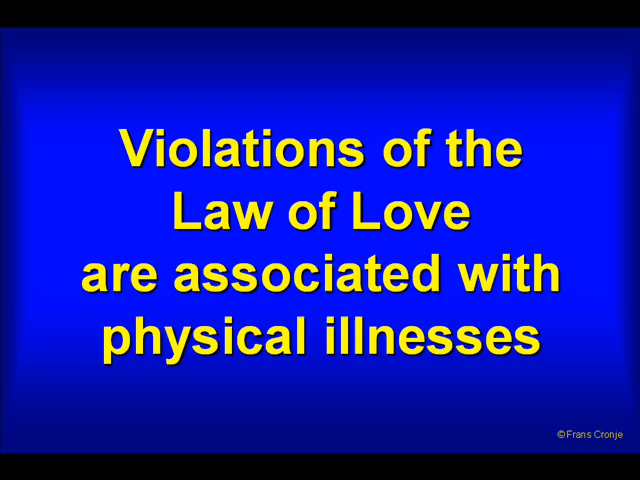 Violations of the
Law of Love
are associated with
physical illnesses
©Frans Cronje